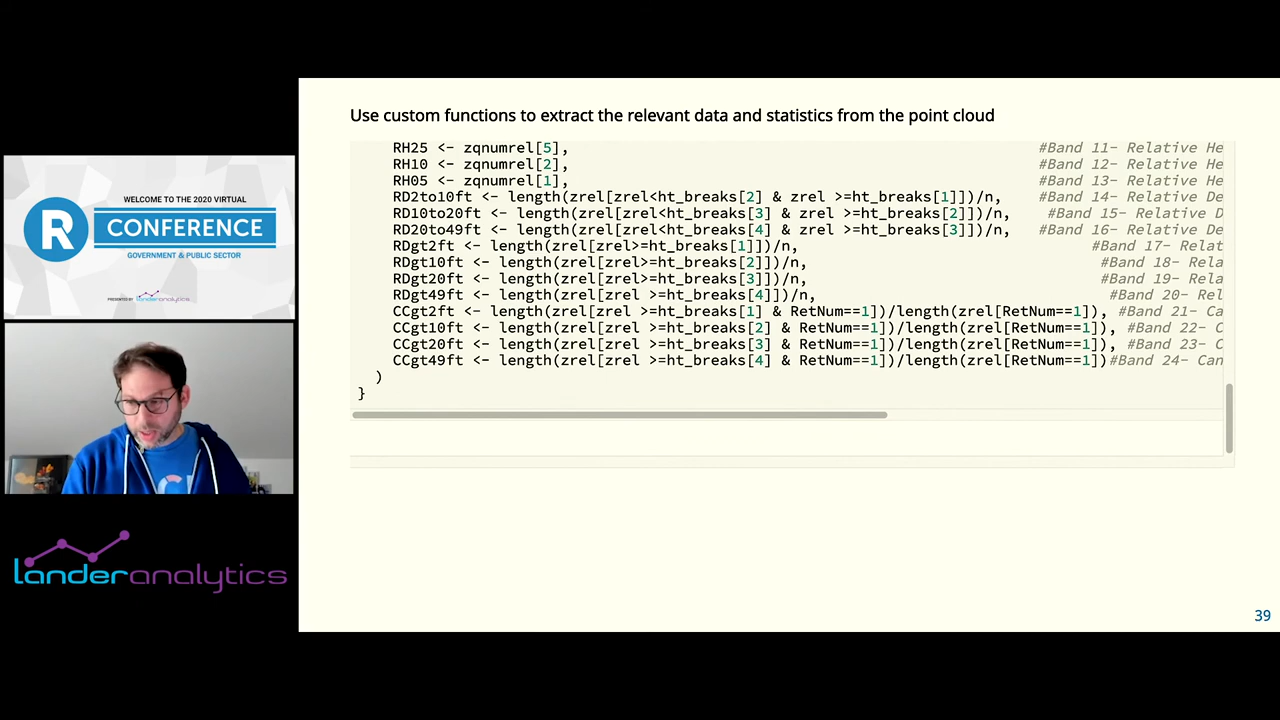 WELCOME TO THE 2020 VIRTUAL
R CONFERENCE
GOVERNMENT & PUBLIC SECTOR
PRESENTED BY landeranalytics
landeranalytics
Use custom functions to extract the relevant data and statistics from the point cloud
RH25 <- zqnumrel[5], #Band 11- Relative He
RH10 <- zqnumrel[2], #Band 12- Relative He
RH05 <- zqnumrel[1], #Band 13- Relative He
RD2to10ft <- length(zrel[zrel<ht_breaks[2] & zrel >=ht_breaks[1]])/n, #Band 14- Relative De
RD10to20ft <- length(zrel[zrel<ht_breaks[3] & zrel >=ht_breaks[2]])/n, #Band 15- Relative D
RD20to49ft <- length(zrel[zrel<ht_breaks[4] & zrel >=ht_breaks[3]])/n, #Band 16- Relative De
RDgt2ft <- length(zrel[zrel>=ht_breaks[1]])/n, #Band 17- Relat
RDgt10ft <- length(zrel[zrel>=ht_breaks[2]])/n, #Band 18- Rela
RDgt20ft <- length(zrel[zrel>=ht_breaks[3]])/n, #Band 19- Rela
RDgt49ft <- length(zrel[zrel >=ht_breaks[4]])/n, #Band 20- Rel
CCgt2ft <- length(zrel[zrel >=ht_breaks[1] & RetNum==1])/length(zrel[RetNum==1]), #Band 21- Ca
CCgt10ft <- length(zrel[zrel >=ht_breaks[2] & RetNum==1])/length(zrel[RetNum==1]), #Band 22- C
CCgt20ft <- length(zrel[zrel >=ht_breaks[3] & RetNum==1])/length(zrel[RetNum==1]), #Band 23- C
CCgt49ft <- length(zrel[zrel >=ht_breaks[4] & RetNum==1])/length(zrel[RetNum==1])#Band 24- Can
)
}
39